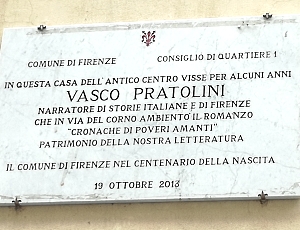 COMUNE DI FIRENZE CONSIGLIO DI QUARTIERE 1
IN QUESTA CASA DELL'ANTICO CENTRO VISSE PER ALCUNI ANNI
VASCO PRATOLINI
NARRATORE DI STORIE ITALIANE E DI FIRENZE
CHE IN VIA DEL CORNO AMBIENTÒ IL ROMANZO
"CRONACHE DI POVERI AMANTI"
PATRIMONIO DELLA NOSTRA LETTERATURA
IL COMUNE DI FIRENZE NEL CENTENARIO DELLA NASCITA
19 OTTOBRE 2013